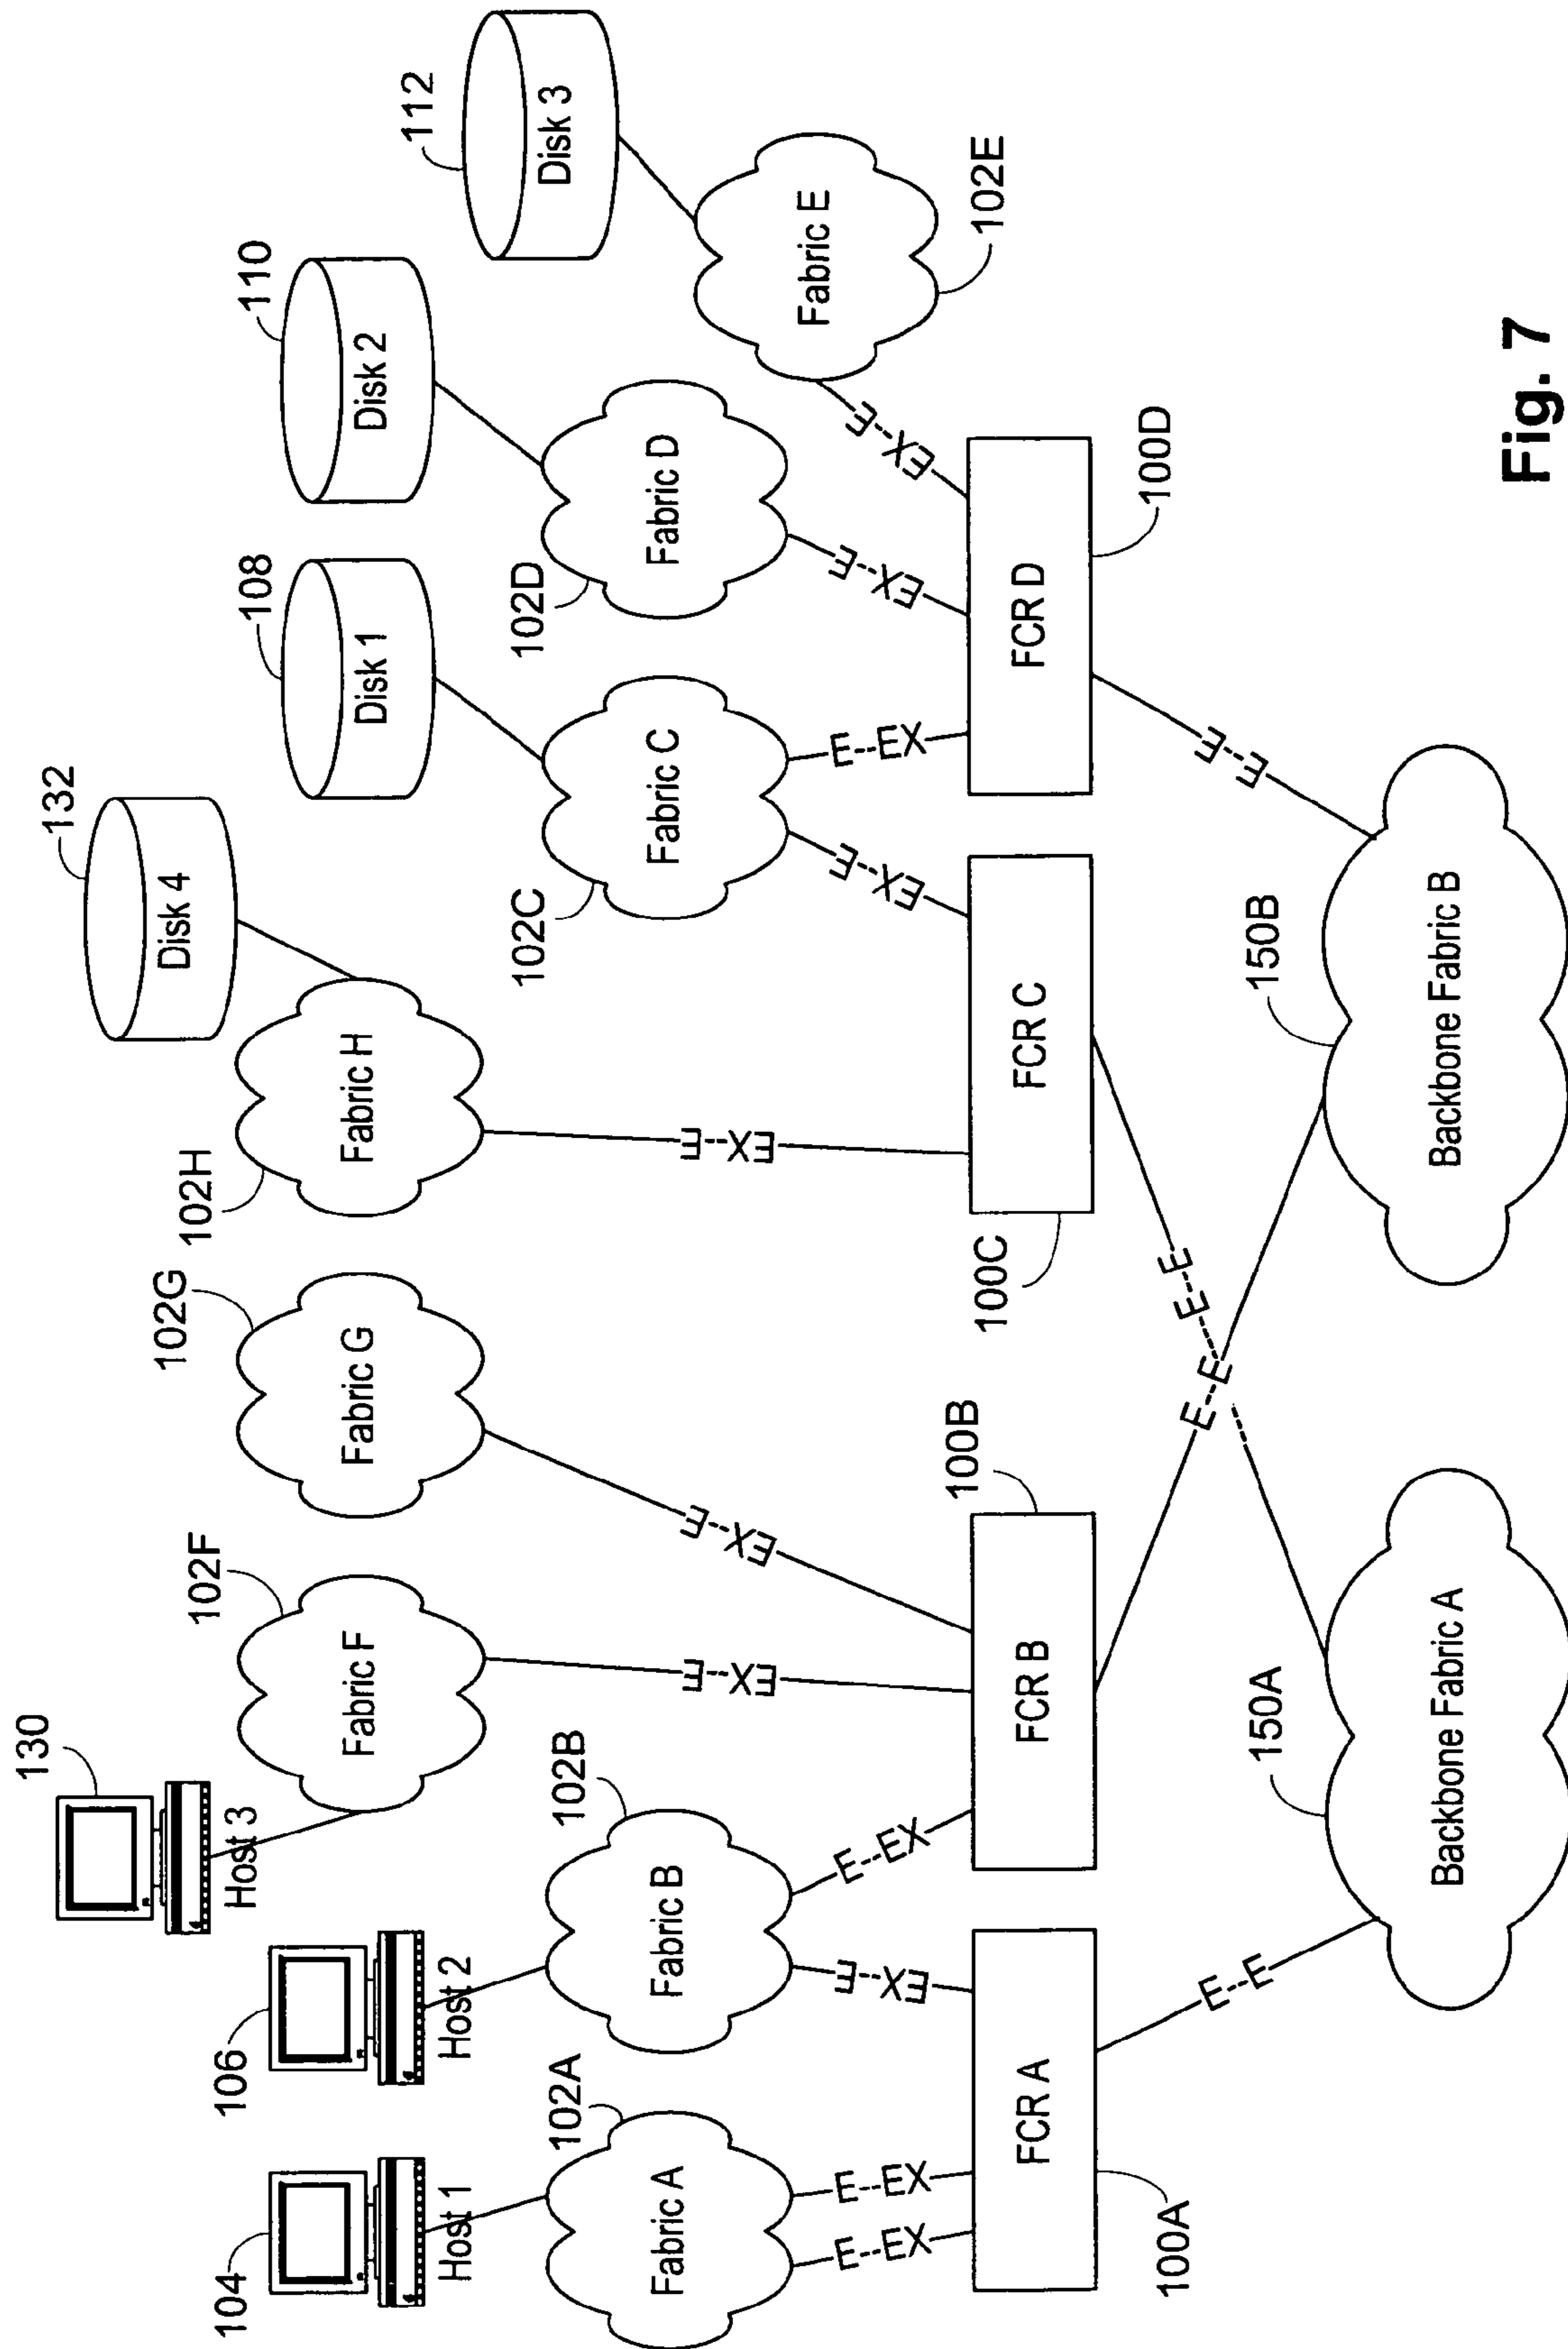 130
132
106
Host 3
102F
102G
102H
Disk 4
108
110
112
104
Host 2
Fabric F
Fabric G
Fabric H
Disk 1
Disk 2
Disk 3
Host 1
102A
102B
102C
102D
Fabric A
Fabric B
Fabric C
Fabric D
Fabric E
102E
E--EX
E--EX
E--EX
E--EX
E--EX
E--EX
E--EX
E--EX
E--EX
E--EX
E--EX
100B
FCR A
FCR B
FCR C
FCR D
100A
100C
100D
E--E
E--E
E--E
E--E
150A
150B
Backbone Fabric A
Backbone Fabric B
Fig. 7